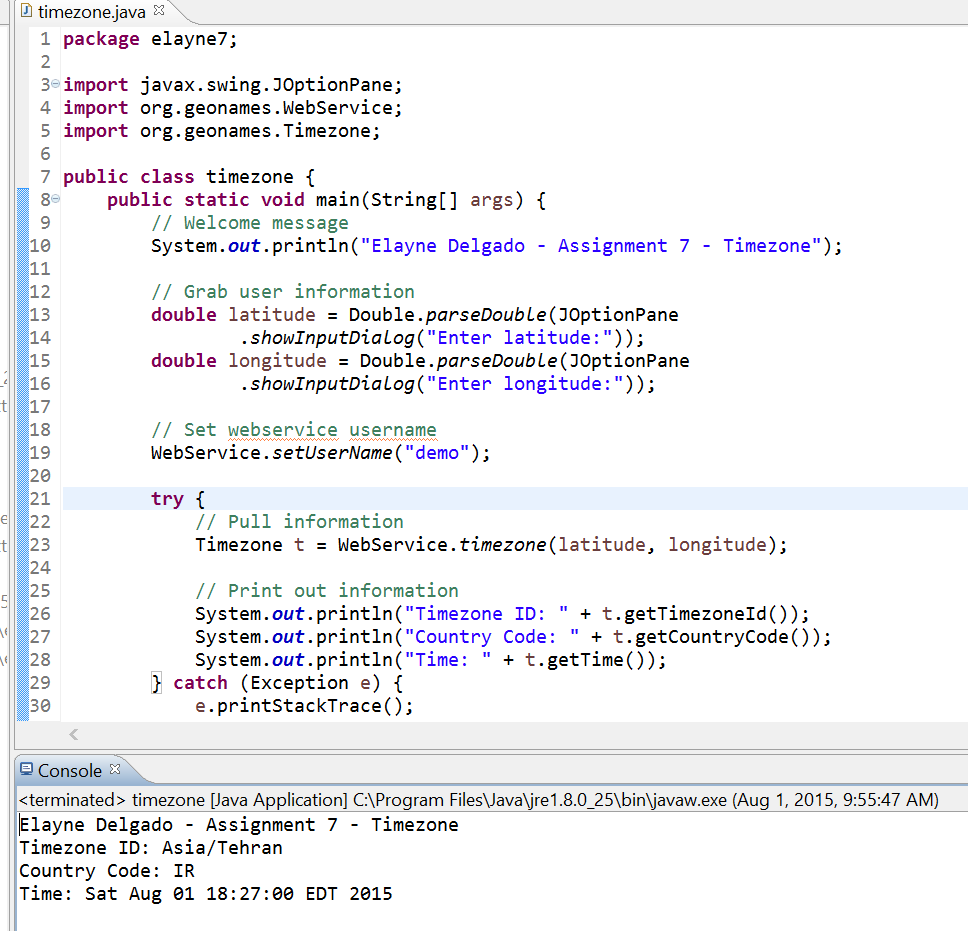 timezone.java
1 package elayne7;
2
3 import javax.swing.JOptionPane;
4 import org.geonames.WebService;
5 import org.geonames.Timezone;
6
7 public class timezone {
8 public static void main(String[] args) {
9 // Welcome message
10 System.out.println("Elayne Delgado - Assignment 7 - Timezone");
11
12 // Grab user information
13 double latitude = Double.parseDouble(JOptionPane
14 .showInputDialog("Enter latitude:"));
15 double longitude = Double.parseDouble(JOptionPane
16 .showInputDialog("Enter longitude:"));
17
18 // Set webservice username
19 WebService.setUserName("demo");
20
21 try {
22 // Pull information
23 Timezone t = WebService.timezone(latitude, longitude);
24
25 // Print out information
26 System.out.println("Timezone ID: " + t.getTimezoneId());
27 System.out.println("Country Code: " + t.getCountryCode());
28 System.out.println("Time: " + t.getTime());
29 } catch (Exception e) {
30 e.printStackTrace();
Console
<terminated> timezone [Java Application] C:\Program Files\Java\jre1.8.0_25\bin\javaw.exe (Aug 1, 2015, 9:55:47 AM)
Elayne Delgado - Assignment 7 - Timezone
Timezone ID: Asia/Tehran
Country Code: IR
Time: Sat Aug 01 18:27:00 EDT 2015